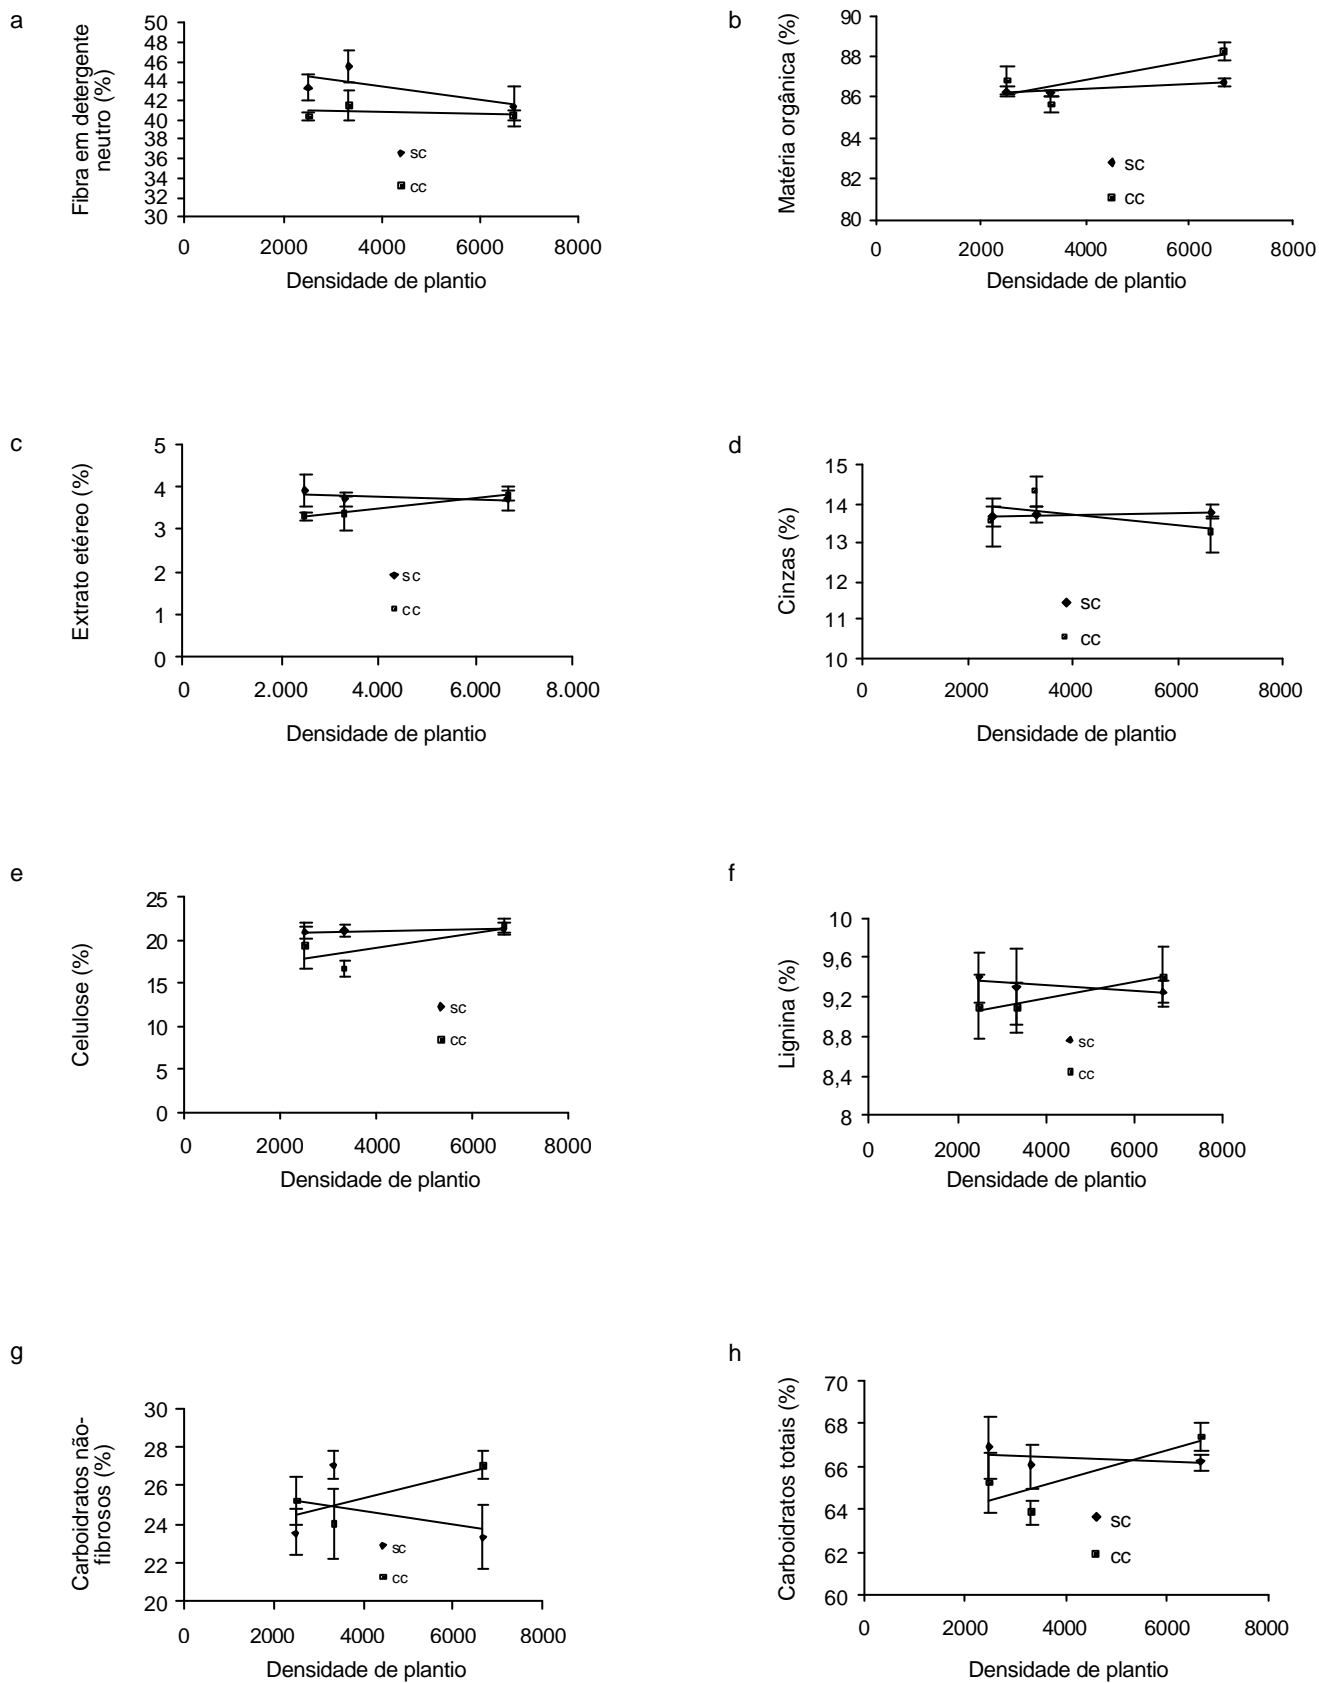 a
Fibra em detergente
neutro (%)
50
48
46
44
42
40
38
36
34
32
30
sc
cc
0 2000 4000 6000 8000
Densidade de plantio
b
Matéria orgânica (%)
90
88
86
84
82
80
sc
cc
0 2000 4000 6000 8000
Densidade de plantio
c
Extrato etéreo (%)
5
4
3
2
1
0
sc
cc
0 2.000 4.000 6.000 8.000
Densidade de plantio
d
Cinzas (%)
15
14
13
12
11
10
sc
cc
0 2000 4000 6000 8000
Densidade de plantio
e
Celulose (%)
25
20
15
10
5
0
sc
cc
0 2000 4000 6000 8000
Densidade de plantio
f
Lignina (%)
10
9,6
9,2
8,8
8,4
8
sc
cc
0 2000 4000 6000 8000
Densidade de plantio
g
Carboidratos não-
fibrosos (%)
30
28
26
24
22
20
sc
cc
0 2000 4000 6000 8000
Densidade de plantio
h
Carboidratos totais (%)
70
68
66
64
62
60
sc
cc
0 2000 4000 6000 8000
Densidade de plantio